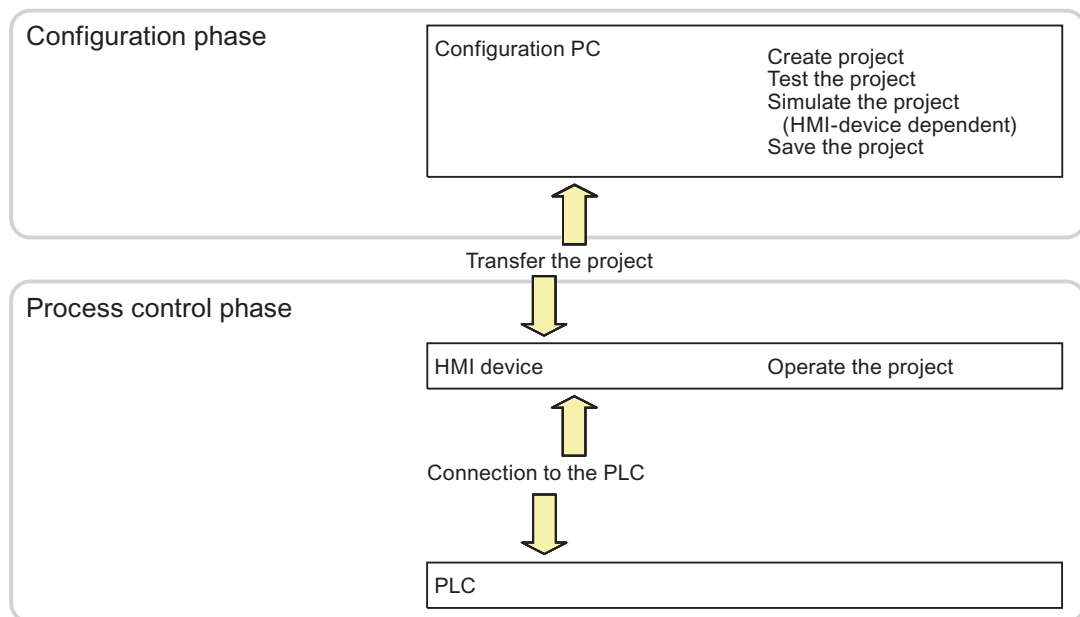 Configuration phase
Configuration PC
Create project
Test the project
Simulate the project
(HMI-device dependent)
Save the project
Transfer the project
Process control phase
HMI device
Operate the project
Connection to the PLC
PLC